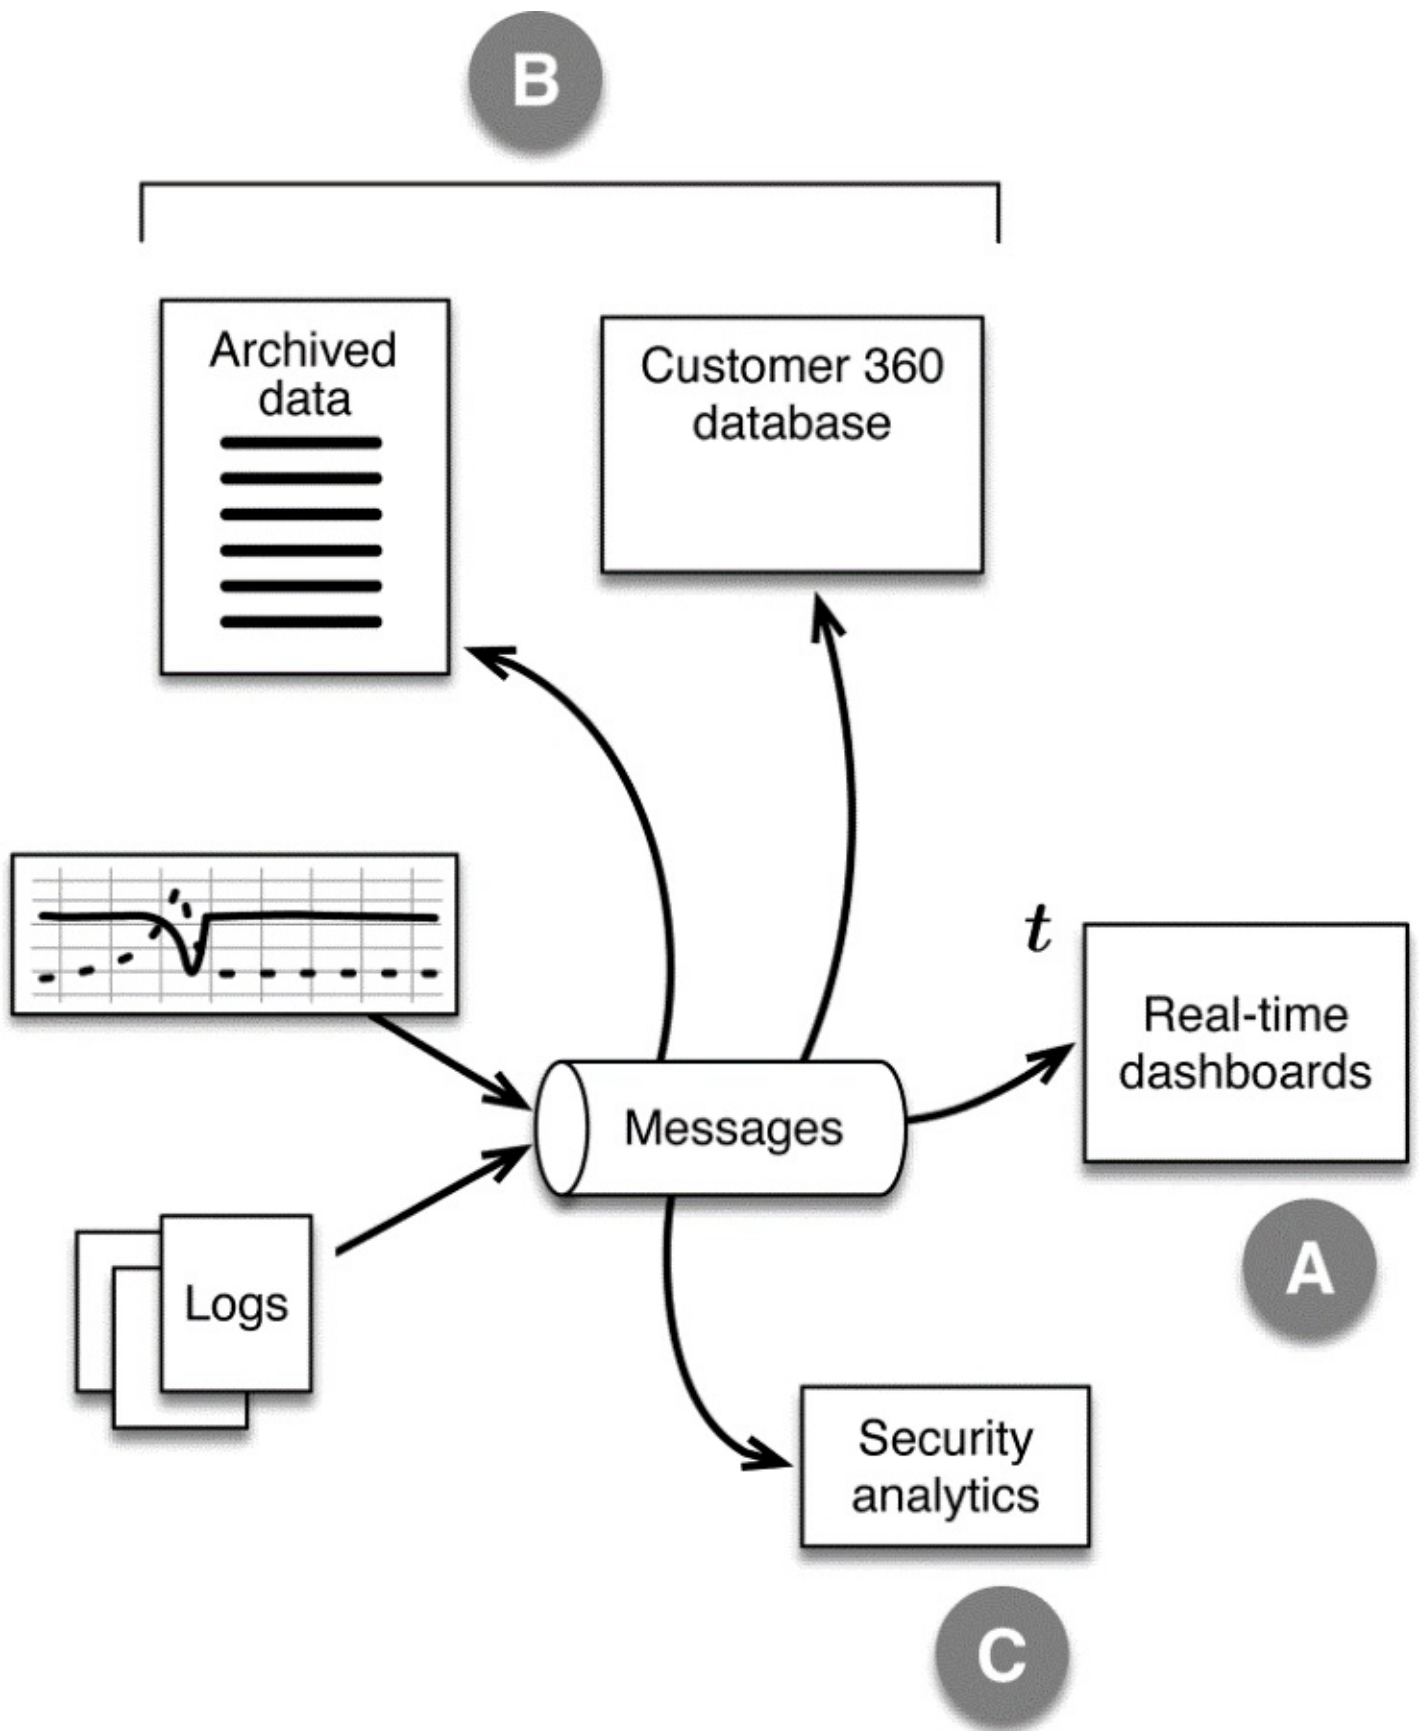 B
Archived
data
Customer 360
database
t
Real-time
dashboards
Messages
A
Logs
Security
analytics
C